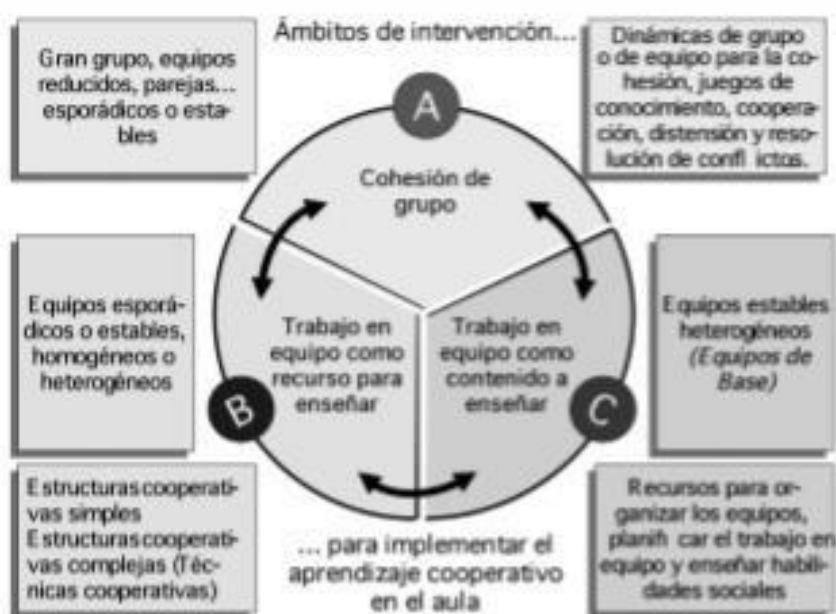 Ámbitos de intervención...
Gran grupo, equipos
reducidos, parejas...
esporádicos o esta-
bles
Dinámicas de grupo
o de equipo para la co-
hesión, juegos de
conocimiento, cooper-
ación, distensión y reso-
lución de confl ictos.
A
Cohesión de
grupo
Equipos esporá-
dicos o estables,
homogéneos o
heterogéneos
Trabajo en
equipo como
recurso para
enseñar
B
Trabajo en
equipo como
contenido a
enseñar
C
Equipos estables
heterogéneos
(Equipos de
Base)
Estructuras cooperati-
vas simples
Estructuras cooperati-
vas complejas (Téc-
nicas cooperativas)
... para implementar el
aprendizaje cooperativo
en el aula
Recursos para or-
ganizar los equipos,
planifi car el trabajo en
equipo y enseñar habili-
dades sociales